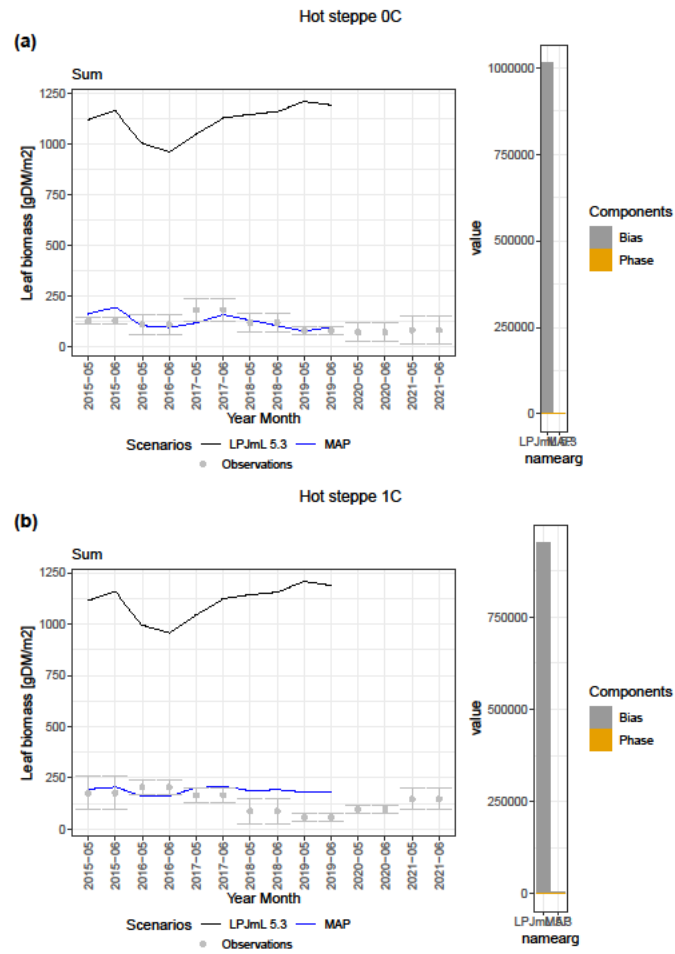 Hot steppe 0C
(a)
Sum
1250
1000
750
500
250
0
Leaf biomass [gDM/m2]
2015-05
2015-06
2016-05
2016-06
2017-05
2017-06
2018-05
2018-06
2019-05
2019-06
2020-05
2020-06
2021-05
2021-06
Year Month
Scenarios LPJmL 5.3 MAP
Observations
1000000
750000
500000
250000
0
value
namearg
Components
Bias
Phase
Hot steppe 1C
(b)
Sum
1250
1000
750
500
250
0
Leaf biomass [gDM/m2]
2015-05
2015-06
2016-05
2016-06
2017-05
2017-06
2018-05
2018-06
2019-05
2019-06
2020-05
2020-06
2021-05
2021-06
Year Month
Scenarios LPJmL 5.3 MAP
Observations
750000
500000
250000
0
value
namearg
Components
Bias
Phase